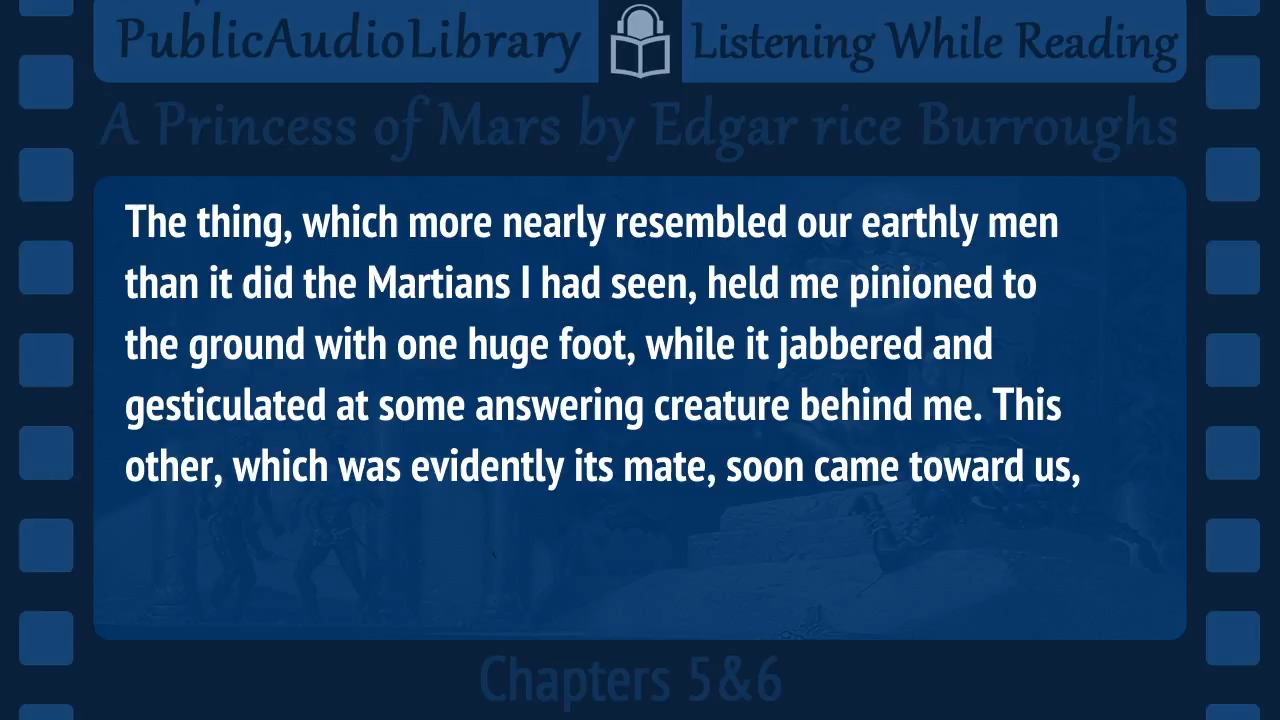 PublicAudioLibrary
Listening While Reading
A Princess of Mars by Edgar rice Burroughs
The thing, which more nearly resembled our earthly men
than it did the Martians I had seen, held me pinioned to
the ground with one huge foot, while it jabbered and
gesticulated at some answering creature behind me. This
other, which was evidently its mate, soon came toward us,
Chapters 5&6